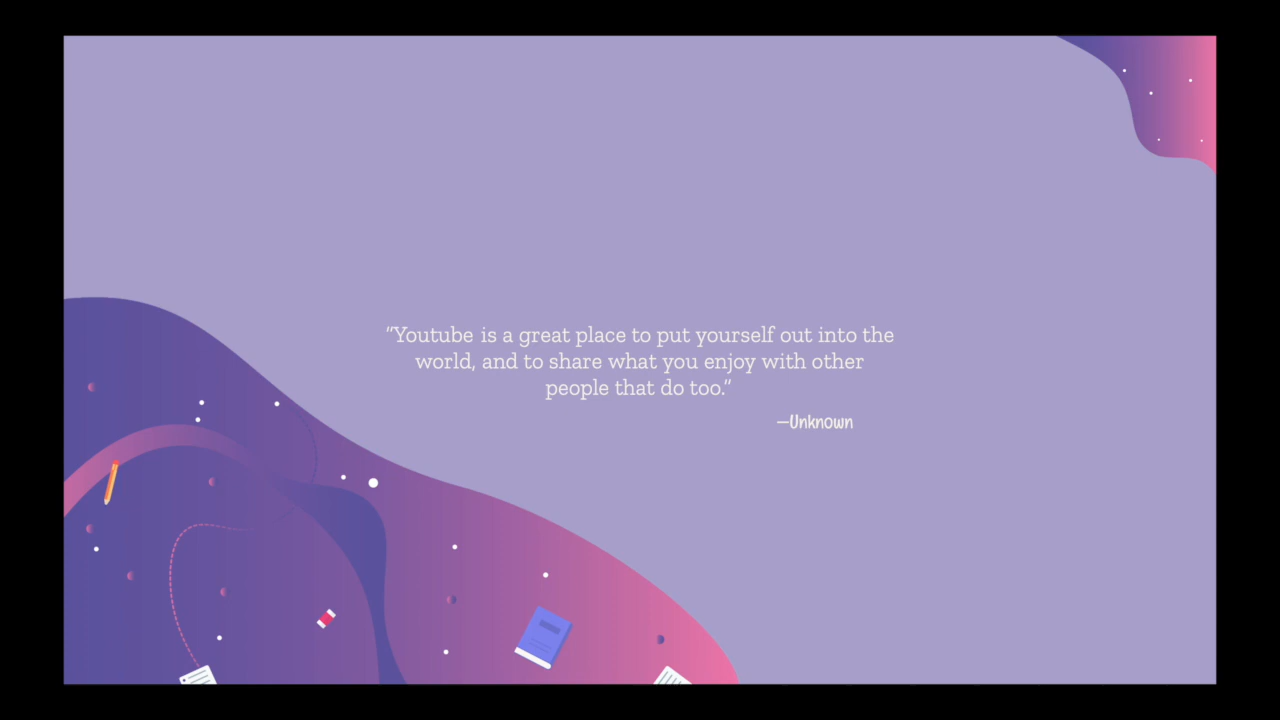 “Youtube is a great place to put yourself out into the
world, and to share what you enjoy with other
people that do too.”
—Unknown